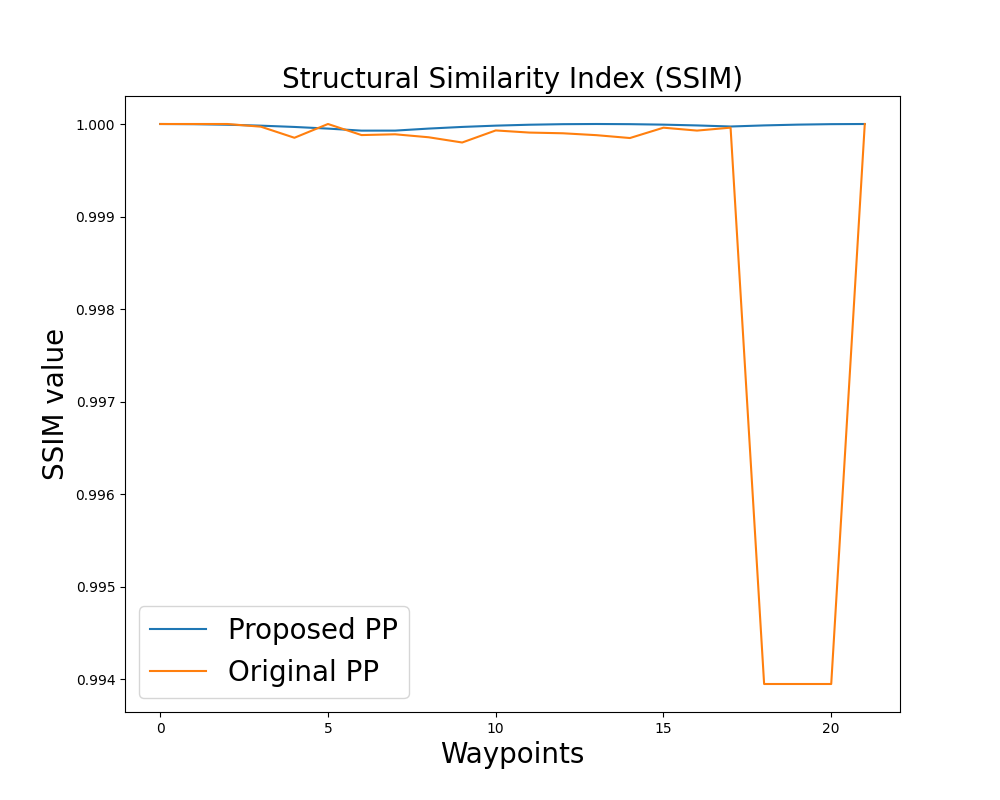 Structural Similarity Index (SSIM)
SSIM value
1.000
0.999
0.998
0.997
0.996
0.995
0.994
Proposed PP
Original PP
0 5 10 15 20
Waypoints